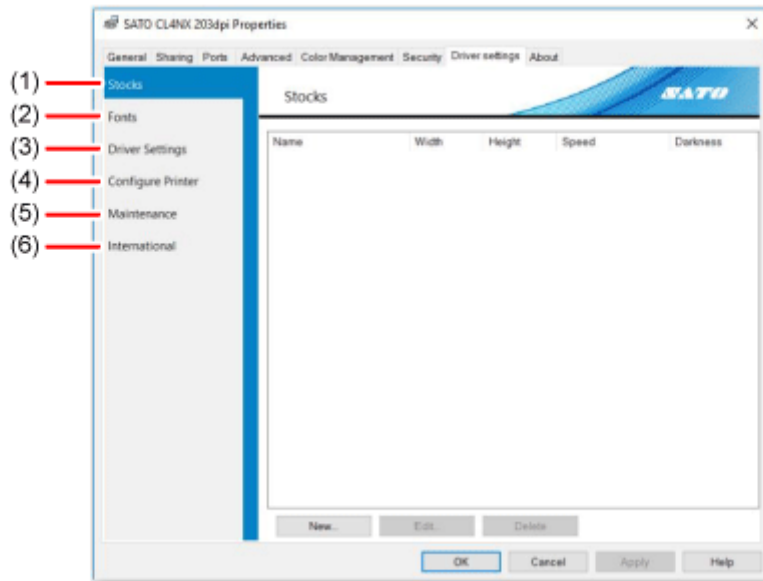 SATO CL4NX 203dpi Properties
General Sharing Ports Advanced Color Management Security Driver settings About
(1) Stocks
Stocks
SATO
(2) Fonts
Name Width Height Speed Darkness
(3) Driver Settings
(4) Configure Printer
(5) Maintenance
(6) International
New... Edit... Delete
OK Cancel Apply Help